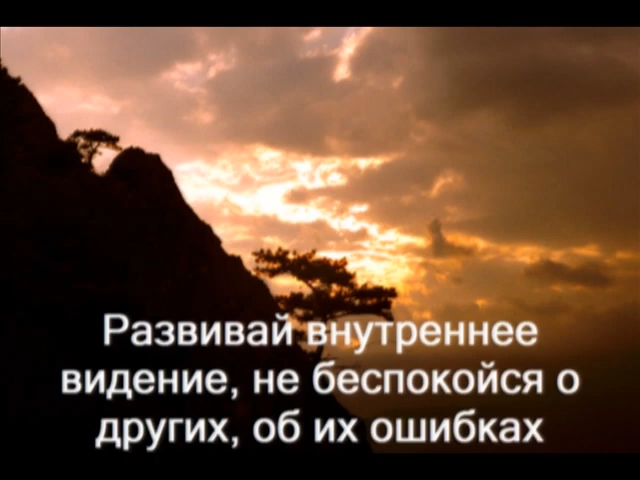 Развивай внутреннее
видение, не беспокойся о
других, об их ошибках